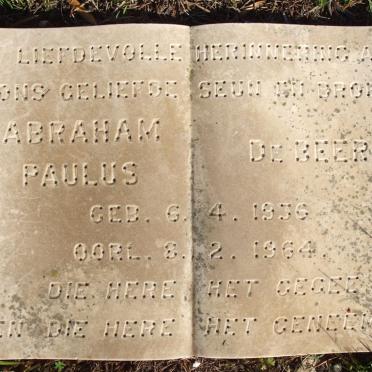 LIEFDEVOLLE HERINNERING A
ONS GELIEFDE SEUN EN BROE
ABRAHAM
PAULUS DE BEER
GEB. 6. 4. 1936
OORL. 8. 2. 1964
DIE HERE HET GEGEE
EN DIE HERE HET GENEEM